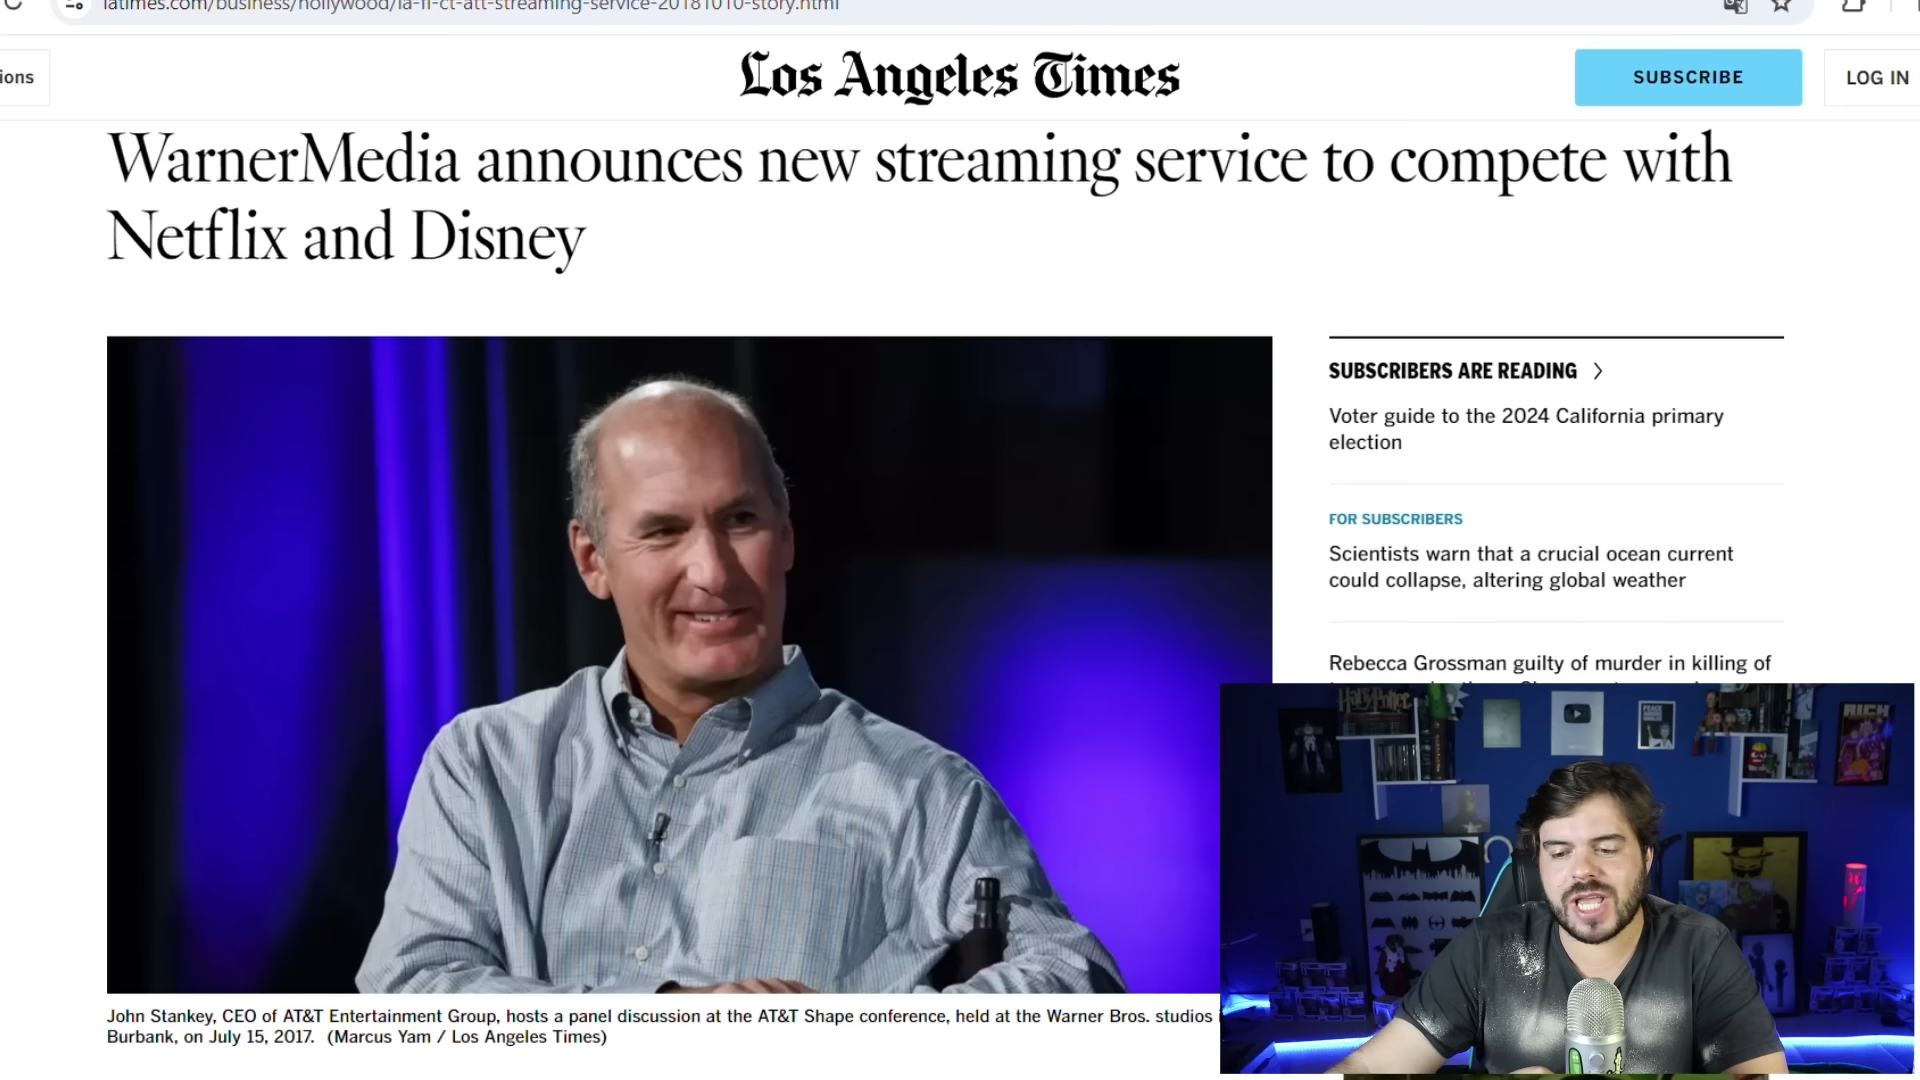 latimes.com/business/hollywood/la-fi-ct-att-streaming-service-20181010-story.html
ions
Los Angeles Times
SUBSCRIBE
LOG IN
WarnerMedia announces new streaming service to compete with
Netflix and Disney
SUBSCRIBERS ARE READING
Voter guide to the 2024 California primary
election
FOR SUBSCRIBERS
Scientists warn that a crucial ocean current
could collapse, altering global weather
Rebecca Grossman guilty of murder in killing of
Harry Potter
John Stankey, CEO of AT&T Entertainment Group, hosts a panel discussion at the AT&T Shape conference, held at the Warner Bros. studios
Burbank, on July 15, 2017. (Marcus Yam / Los Angeles Times)